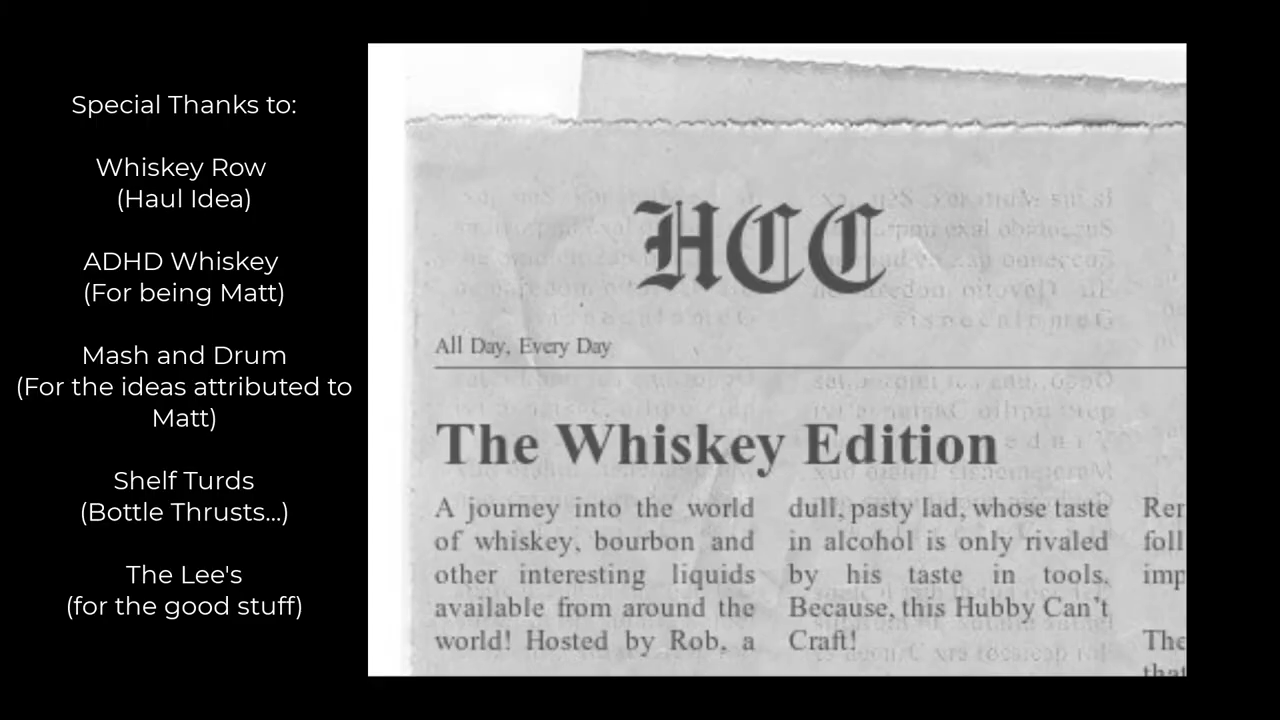 Special Thanks to:
Whiskey Row
(Haul Idea)
ADHD Whiskey
(For being Matt)
Mash and Drum
(For the ideas attributed to
Matt)
Shelf Turds
(Bottle Thrusts...)
The Lee's
(for the good stuff)
HCC
All Day, Every Day
The Whiskey Edition
A journey into the world
of whiskey, bourbon and
other interesting liquids
available from around the
world! Hosted by Rob, a
dull, pasty lad, whose taste
in alcohol is only rivaled
by his taste in tools.
Because, this Hubby Can't
Craft!